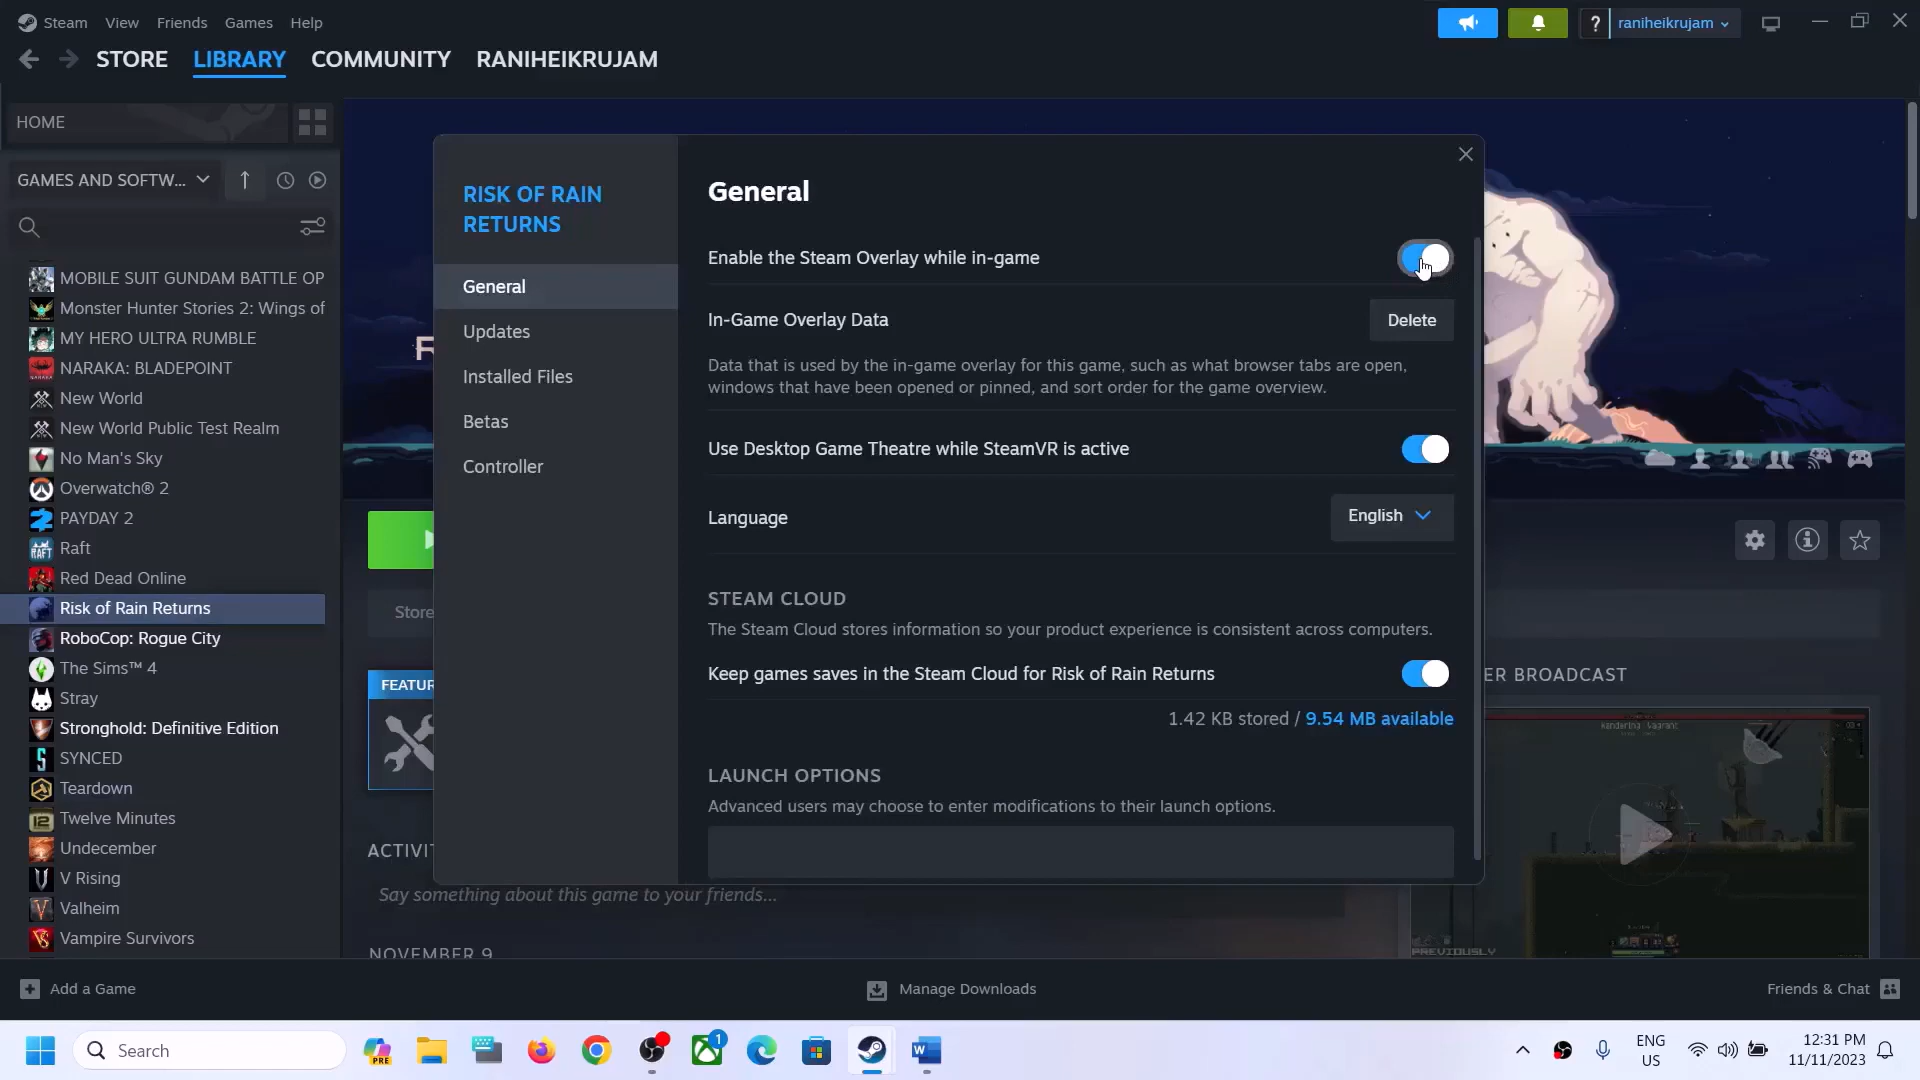 Steam View Friends Games Help
? raniheikrujam
STORE LIBRARY COMMUNITY RANIHEIKRUJAM
HOME
GAMES AND SOFTW...
MOBILE SUIT GUNDAM BATTLE OP
Monster Hunter Stories 2: Wings of
MY HERO ULTRA RUMBLE
NARAKA: BLADEPOINT
New World
New World Public Test Realm
No Man's Sky
Overwatch® 2
PAYDAY 2
Raft
Red Dead Online
Risk of Rain Returns
RoboCop: Rogue City
The Sims™ 4
Stray
Stronghold: Definitive Edition
SYNCED
Teardown
Twelve Minutes
Undecember
V Rising
Valheim
Vampire Survivors
RISK OF RAIN
RETURNS
General
Updates
Installed Files
Betas
Controller
General
Enable the Steam Overlay while in-game
In-Game Overlay Data
Delete
Data that is used by the in-game overlay for this game, such as what browser tabs are open,
windows that have been opened or pinned, and sort order for the game overview.
Use Desktop Game Theatre while SteamVR is active
Language
English
STEAM CLOUD
The Steam Cloud stores information so your product experience is consistent across computers.
Keep games saves in the Steam Cloud for Risk of Rain Returns
1.42 KB stored / 9.54 MB available
LAUNCH OPTIONS
Advanced users may choose to enter modifications to their launch options.
Store
FEATUR
ACTIVIT
Say something about this game to your friends...
NOVEMBER 9
ER BROADCAST
Wandering Vagrant
PREVIOUSLY
Add a Game
Manage Downloads
Friends & Chat
Search
PRE
1
ENG
US
12:31 PM
11/11/2023